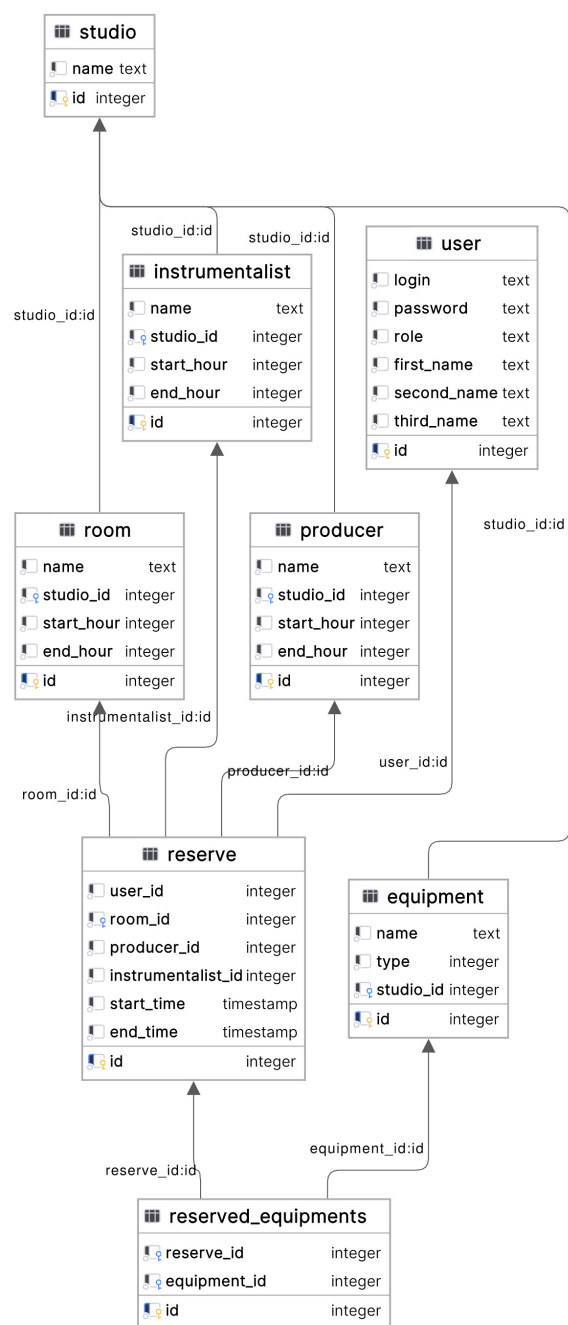 studio
name text
id integer
studio_id:id
studio_id:id
studio_id:id
studio_id:id
instrumentalist
name text
studio_id integer
start_hour integer
end_hour integer
id integer
user
login text
password text
role text
first_name text
second_name text
third_name text
id integer
room
name text
studio_id integer
start_hour integer
end_hour integer
id integer
producer
name text
studio_id integer
start_hour integer
end_hour integer
id integer
instrumentalist_id:id
producer_id:id
user_id:id
room_id:id
reserve
user_id integer
room_id integer
producer_id integer
instrumentalist_id integer
start_time timestamp
end_time timestamp
id integer
equipment
name text
type integer
studio_id integer
id integer
equipment_id:id
reserve_id:id
reserved_equipments
reserve_id integer
equipment_id integer
id integer